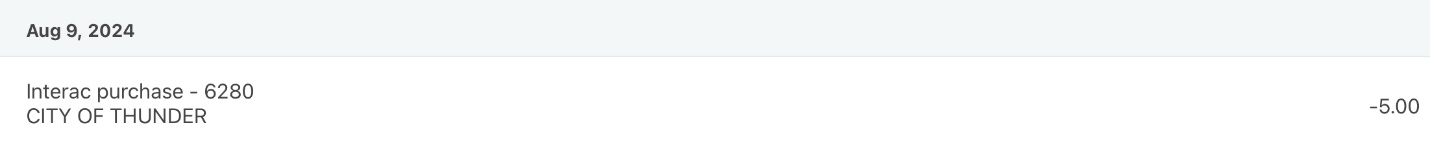 Aug 9, 2024
Interac purchase - 6280
CITY OF THUNDER
-5.00